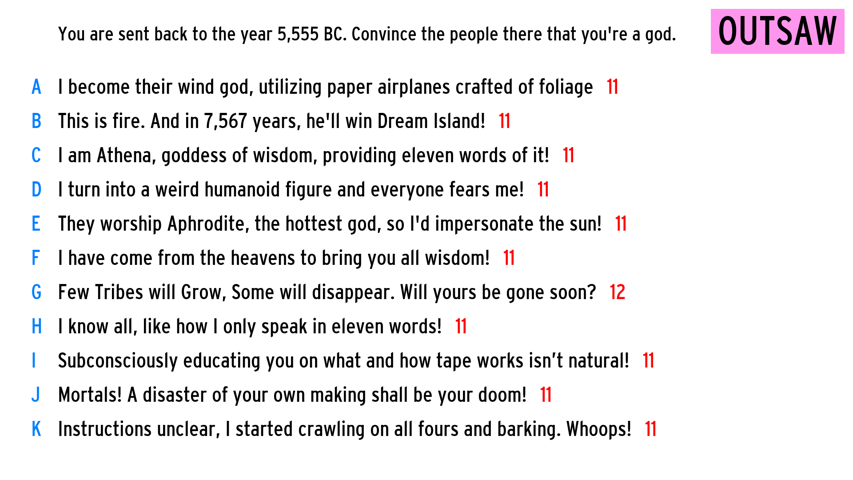 You are sent back to the year 5,555 BC. Convince the people there that you're a god.
OUTSAW
A I become their wind god, utilizing paper airplanes crafted of foliage 11
B This is fire. And in 7,567 years, he'll win Dream Island! 11
C I am Athena, goddess of wisdom, providing eleven words of it! 11
D I turn into a weird humanoid figure and everyone fears me! 11
E They worship Aphrodite, the hottest god, so I'd impersonate the sun! 11
F I have come from the heavens to bring you all wisdom! 11
G Few Tribes will Grow, Some will disappear. Will yours be gone soon? 12
H I know all, like how I only speak in eleven words! 11
I Subconsciously educating you on what and how tape works isn’t natural! 11
J Mortals! A disaster of your own making shall be your doom! 11
K Instructions unclear, I started crawling on all fours and barking. Whoops! 11